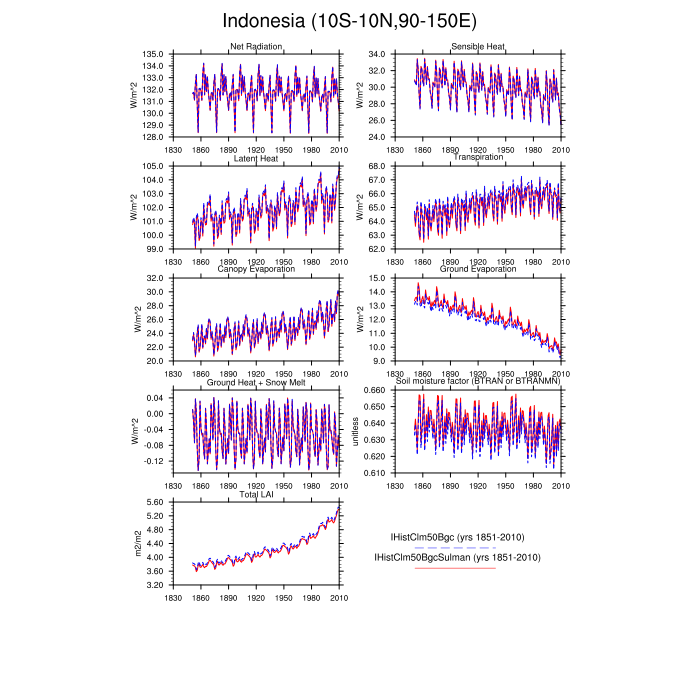 Indonesia (10S-10N,90-150E)
Net Radiation
Sensible Heat
135.0
134.0
133.0
132.0
131.0
130.0
129.0
128.0
W/m^2
1830 1860 1890 1920 1950 1980 2010
34.0
32.0
30.0
28.0
26.0
24.0
W/m^2
1830 1860 1890 1920 1950 1980 2010
Latent Heat
Transpiration
105.0
104.0
103.0
102.0
101.0
100.0
99.0
W/m^2
1830 1860 1890 1920 1950 1980 2010
68.0
67.0
66.0
65.0
64.0
63.0
62.0
W/m^2
1830 1860 1890 1920 1950 1980 2010
Canopy Evaporation
Ground Evaporation
32.0
30.0
28.0
26.0
24.0
22.0
20.0
W/m^2
1830 1860 1890 1920 1950 1980 2010
15.0
14.0
13.0
12.0
11.0
10.0
9.0
W/m^2
1830 1860 1890 1920 1950 1980 2010
Ground Heat + Snow Melt
Soil moisture factor (BTRAN or BTRANMN)
0.04
0.00
-0.04
-0.08
-0.12
W/m^2
1830 1860 1890 1920 1950 1980 2010
0.660
0.650
0.640
0.630
0.620
0.610
unitless
1830 1860 1890 1920 1950 1980 2010
Total LAI
5.60
5.20
4.80
4.40
4.00
3.60
3.20
m2/m2
1830 1860 1890 1920 1950 1980 2010
IHistClm50Bgc (yrs 1851-2010)
IHistClm50BgcSulman (yrs 1851-2010)